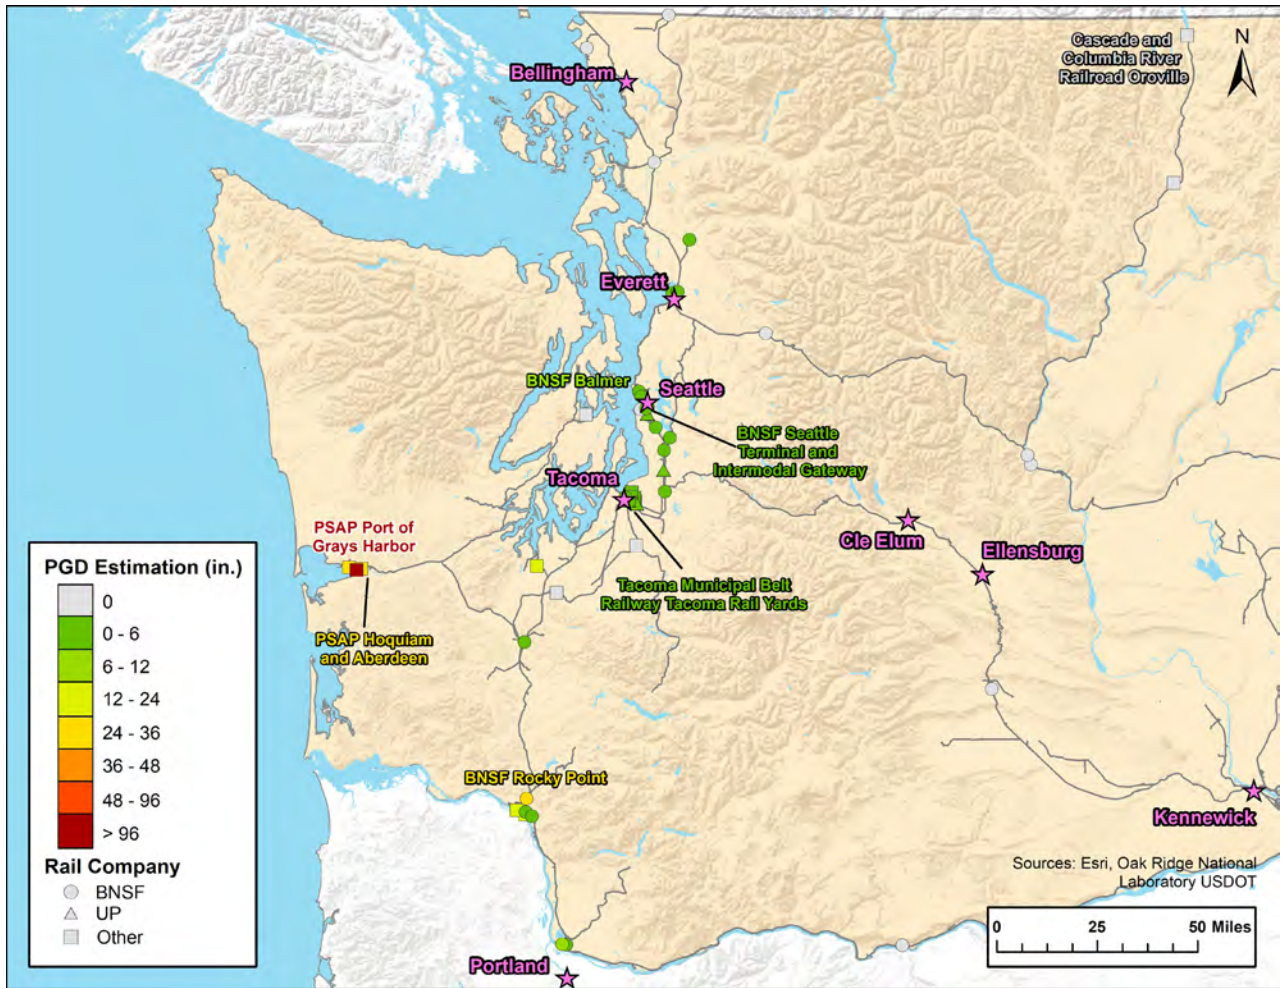 Cascade and
Columbia River
Railroad Oroville
N
Bellingham
Everett
BNSF Balmer
Seattle
BNSF Seattle
Terminal and
Intermodal Gateway
Tacoma
Cle Elum
Ellensburg
PSAP Port of
Grays Harbor
Tacoma Municipal Belt
Railway Tacoma Rail Yards
PSAP Hoquiam
and Aberdeen
BNSF Rocky Point
Kennewick
Portland
PGD Estimation (in.)
0
0 - 6
6 - 12
12 - 24
24 - 36
36 - 48
48 - 96
> 96
Rail Company
BNSF
UP
Other
Sources: Esri, Oak Ridge National
Laboratory USDOT
0 25 50 Miles